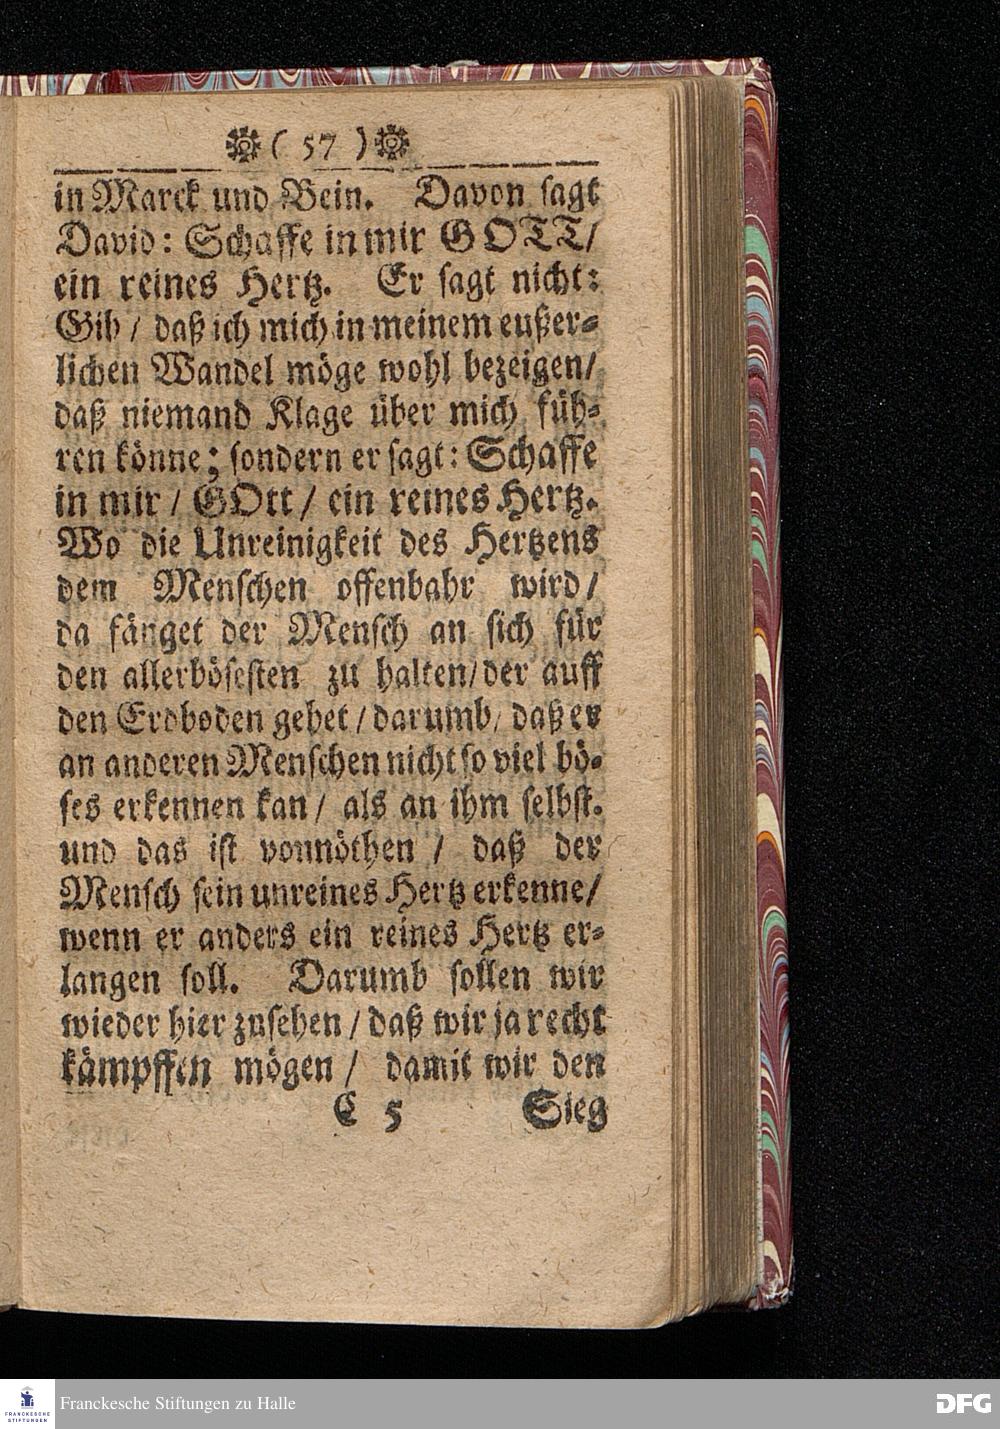 ( 57 )
in Marck und Bein. Davon sagt
David: Schaffe in mir GOTT/
ein reines Hertz. Er sagt nicht:
Gib / daß ich mich in meinem eußer-
lichen Wandel möge wohl bezeigen/
daß niemand Klage über mich füh-
ren könne; sondern er sagt: Schaffe
in mir / GOtt / ein reines Hertz.
Wo die Unreinigkeit des Hertzens
dem Menschen offenbahr wird/
da fänget der Mensch an sich für
den allerbösesten zu halten/ der auff
den Erdboden gehet / darumb, daß er
an anderen Menschen nicht so viel bö-
ses erkennen kan / als an ihm selbst.
und das ist vonnöthen / daß der
Mensch sein unreines Hertz erkenne/
wenn er anders ein reines Hertz er-
langen soll. Darumb sollen wir
wieder hier zusehen / daß wir ja recht
kämpffen mögen / damit wir den
C 5 Sieg
FRANCKESCHE STIFTUNGEN
Franckesche Stiftungen zu Halle
DFG